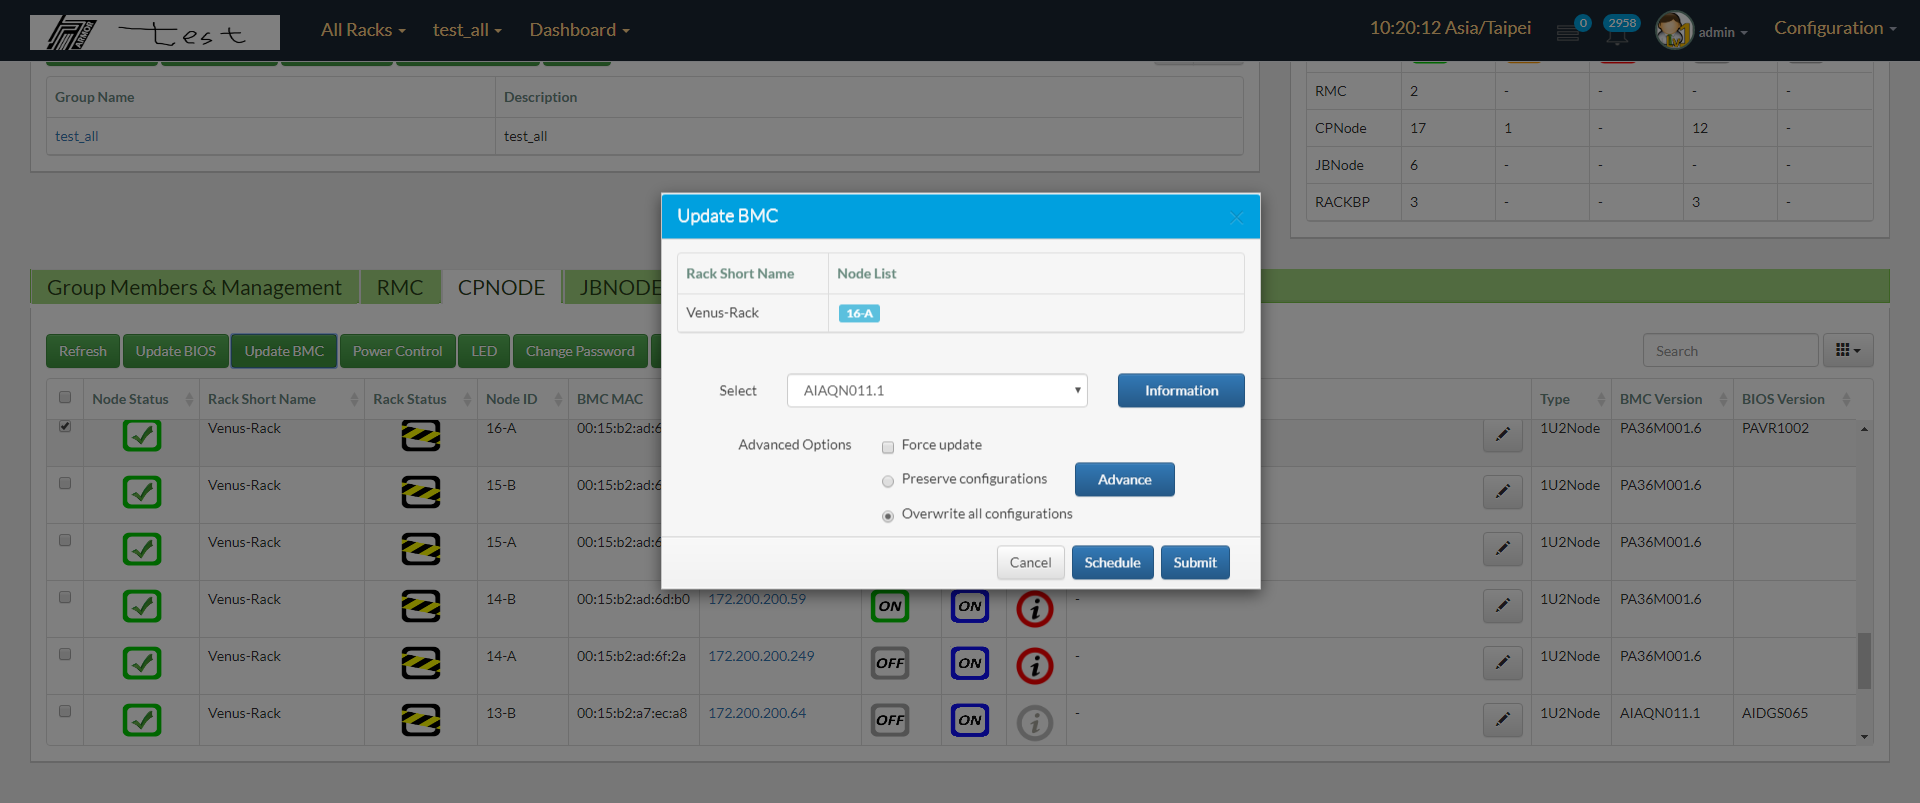 ARMOR test All Racks test_all Dashboard 10:20:12 Asia/Taipei 0 2958 admin Configuration
Group Name Description
test_all test_all
RMC 2 - - - -
CPNode 17 1 - 12 -
JBNode 6 - - - -
RACKBP 3 - - 3 -
Update BMC ×
Rack Short Name Node List
Venus-Rack 16-A
Select AIAQN011.1 Information
Advanced Options Force update
Preserve configurations Advance
Overwrite all configurations
Cancel Schedule Submit
Group Members & Management RMC CPNODE JBNODE
Refresh Update BIOS Update BMC Power Control LED Change Password Search
Node Status Rack Short Name Rack Status Node ID BMC MAC Type BMC Version BIOS Version
Venus-Rack 16-A 00:15:b2:ad:6 1U2Node PA36M001.6 PAVR1002
Venus-Rack 15-B 00:15:b2:ad:6 1U2Node PA36M001.6
Venus-Rack 15-A 00:15:b2:ad:6 1U2Node PA36M001.6
Venus-Rack 14-B 00:15:b2:ad:6d:b0 172.200.200.59 ON ON i - 1U2Node PA36M001.6
Venus-Rack 14-A 00:15:b2:ad:6f:2a 172.200.200.249 OFF ON i - 1U2Node PA36M001.6
Venus-Rack 13-B 00:15:b2:a7:ec:a8 172.200.200.64 OFF ON i - 1U2Node AIAQN011.1 AIDGS065